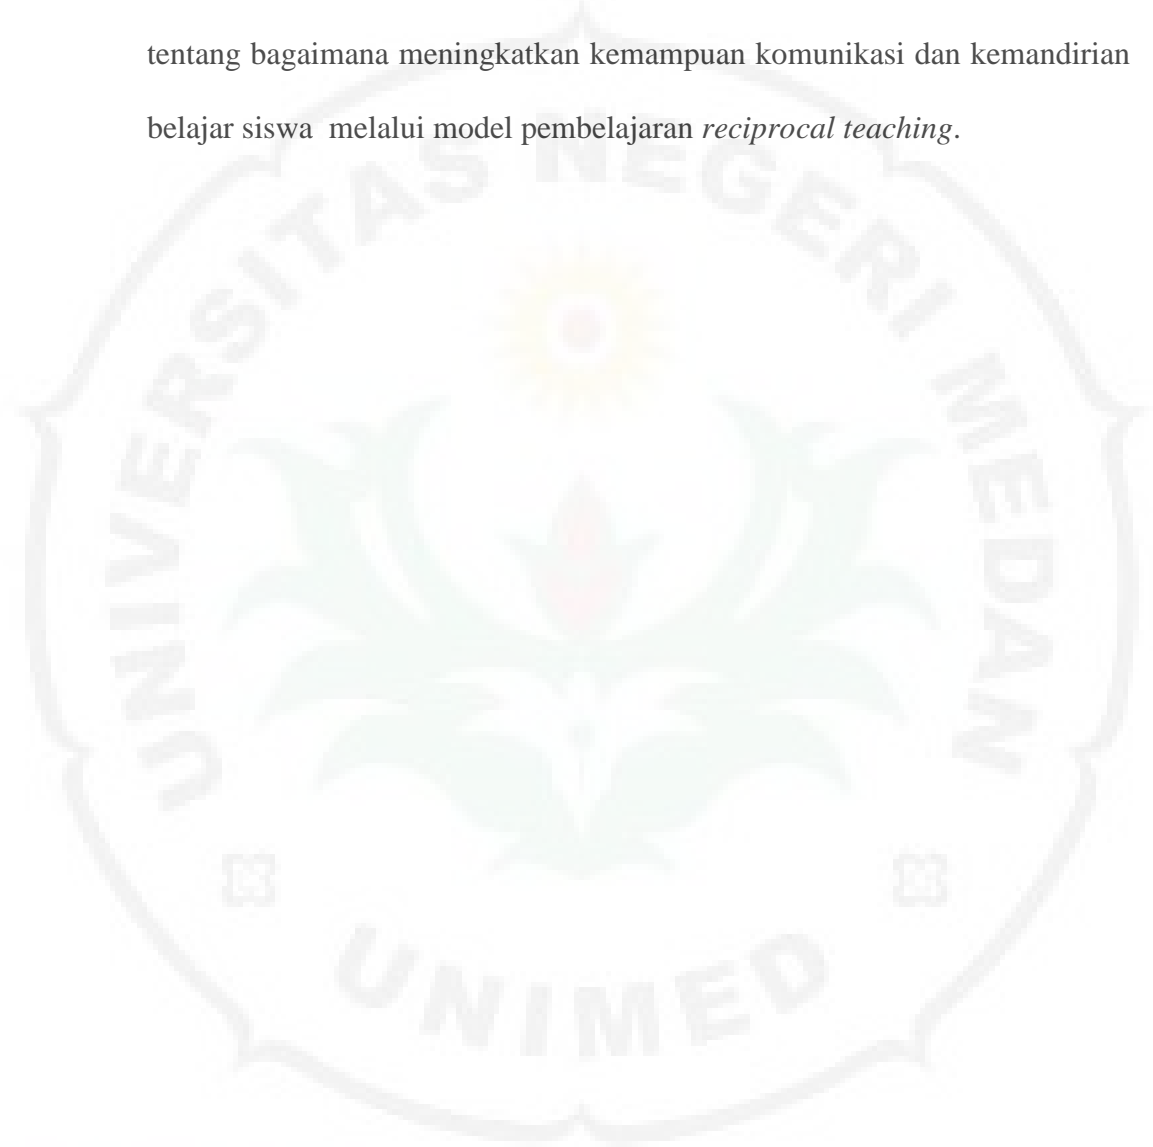 tentang bagaimana meningkatkan kemampuan komunikasi dan kemandirian
belajar siswa melalui model pembelajaran reciprocal teaching.
UNIVERSITAS NEGERI MEDAN
UNIMED